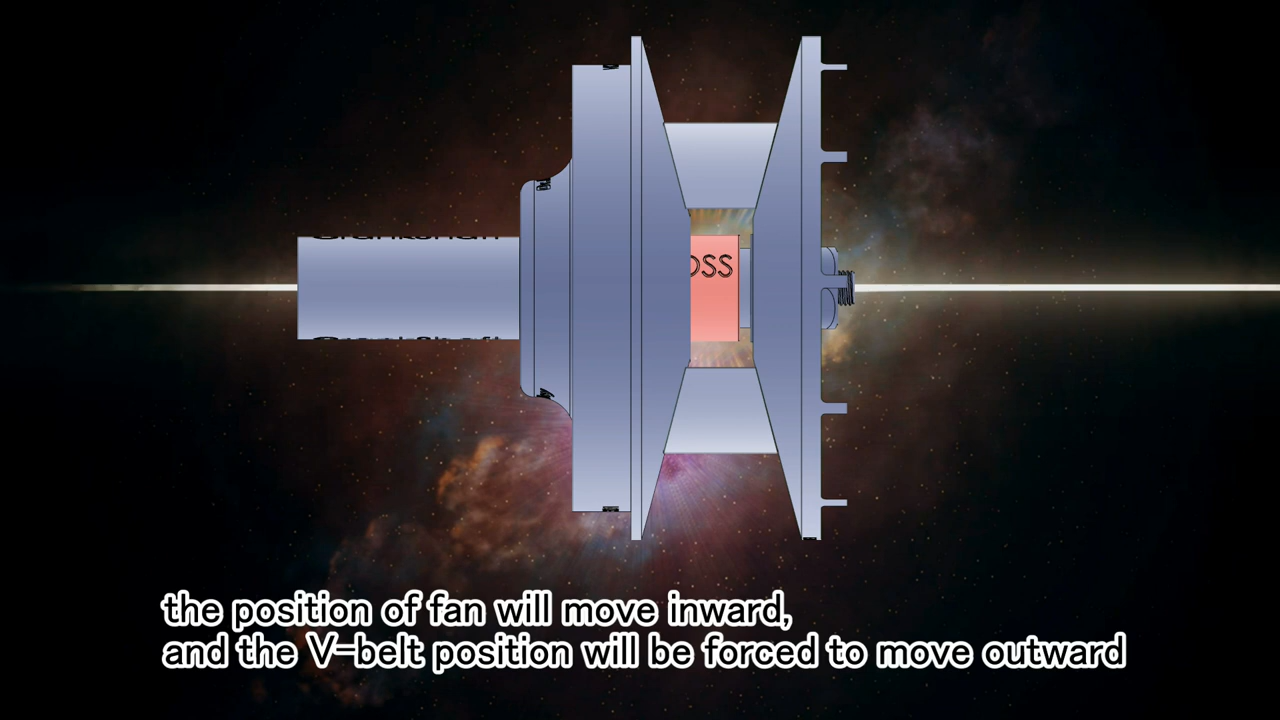 OSS
the position of fan will move inward,
and the V-belt position will be forced to move outward